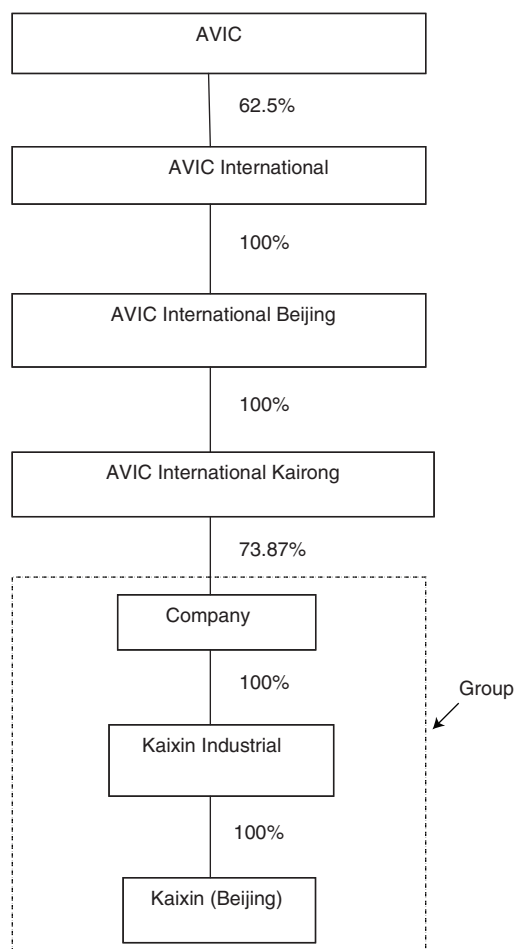 AVIC
62.5%
AVIC International
100%
AVIC International Beijing
100%
AVIC International Kairong
73.87%
Company
100%
Group
Kaixin Industrial
100%
Kaixin (Beijing)